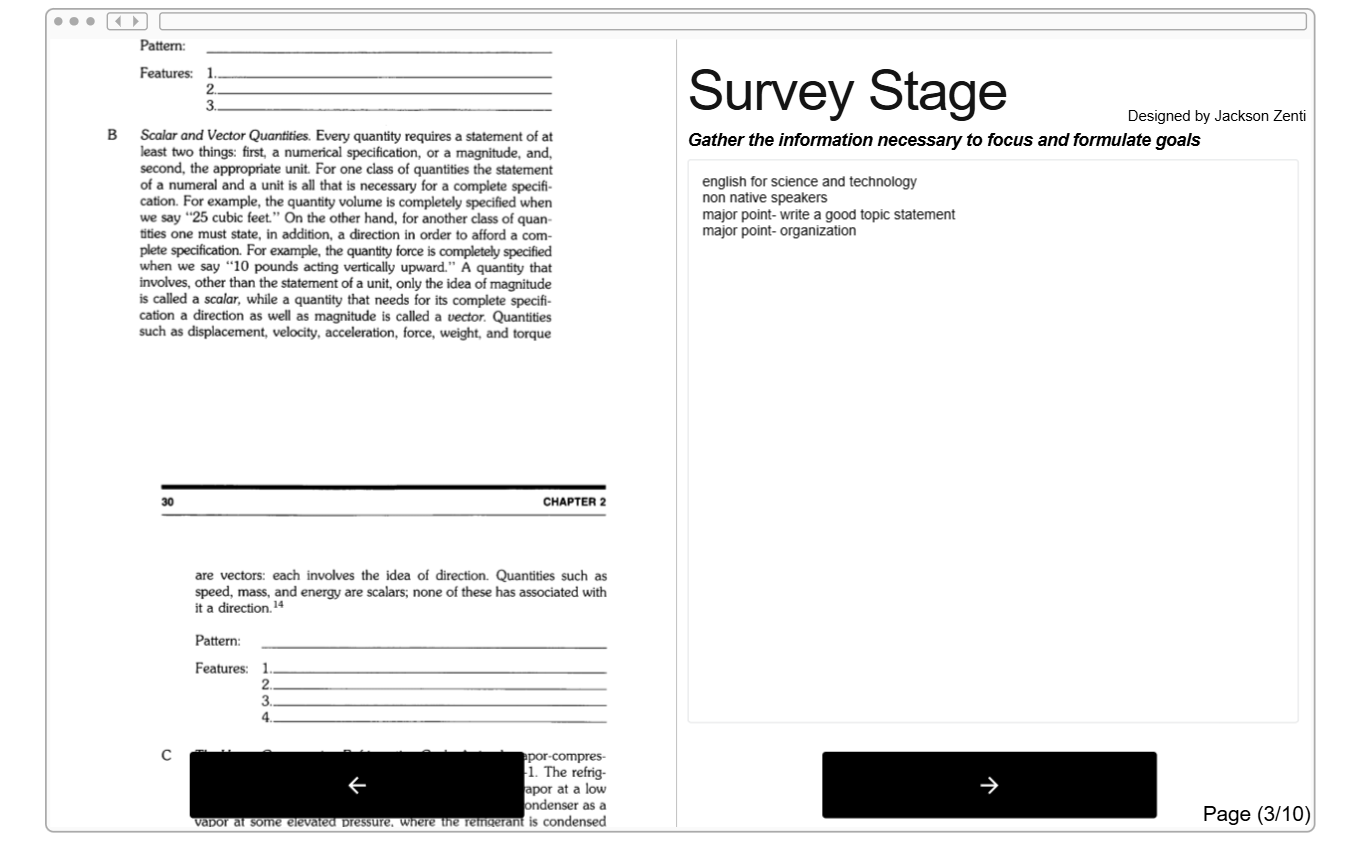 Pattern:
Features: 1.
2.
3.
B Scalar and Vector Quantities. Every quantity requires a statement of at
least two things: first, a numerical specification, or a magnitude, and,
second, the appropriate unit. For one class of quantities the statement
of a numeral and a unit is all that is necessary for a complete specifi-
cation. For example, the quantity volume is completely specified when
we say “25 cubic feet.” On the other hand, for another class of quan-
tities one must state, in addition, a direction in order to afford a com-
plete specification. For example, the quantity force is completely specified
when we say “10 pounds acting vertically upward.” A quantity that
involves, other than the statement of a unit, only the idea of magnitude
is called a scalar, while a quantity that needs for its complete specifi-
cation a direction as well as magnitude is called a vector. Quantities
such as displacement, velocity, acceleration, force, weight, and torque
30 CHAPTER 2
are vectors: each involves the idea of direction. Quantities such as
speed, mass, and energy are scalars; none of these has associated with
it a direction.14
Pattern:
Features: 1.
2.
3.
4.
C
apor-compres-
-1. The refrig-
apor at a low
ondenser as a
vapor at some elevated pressure, where the refrigerant is condensed
Survey Stage
Designed by Jackson Zenti
Gather the information necessary to focus and formulate goals
english for science and technology
non native speakers
major point- write a good topic statement
major point- organization
Page (3/10)